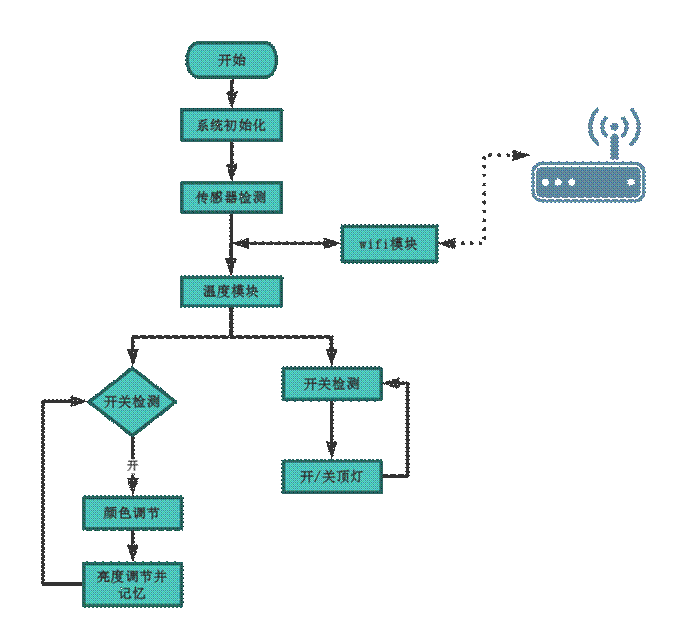 开始
系统初始化
传感器检测
wifi模块
温度模块
开关检测
开关检测
开
开/关顶灯
颜色调节
亮度调节并
记忆